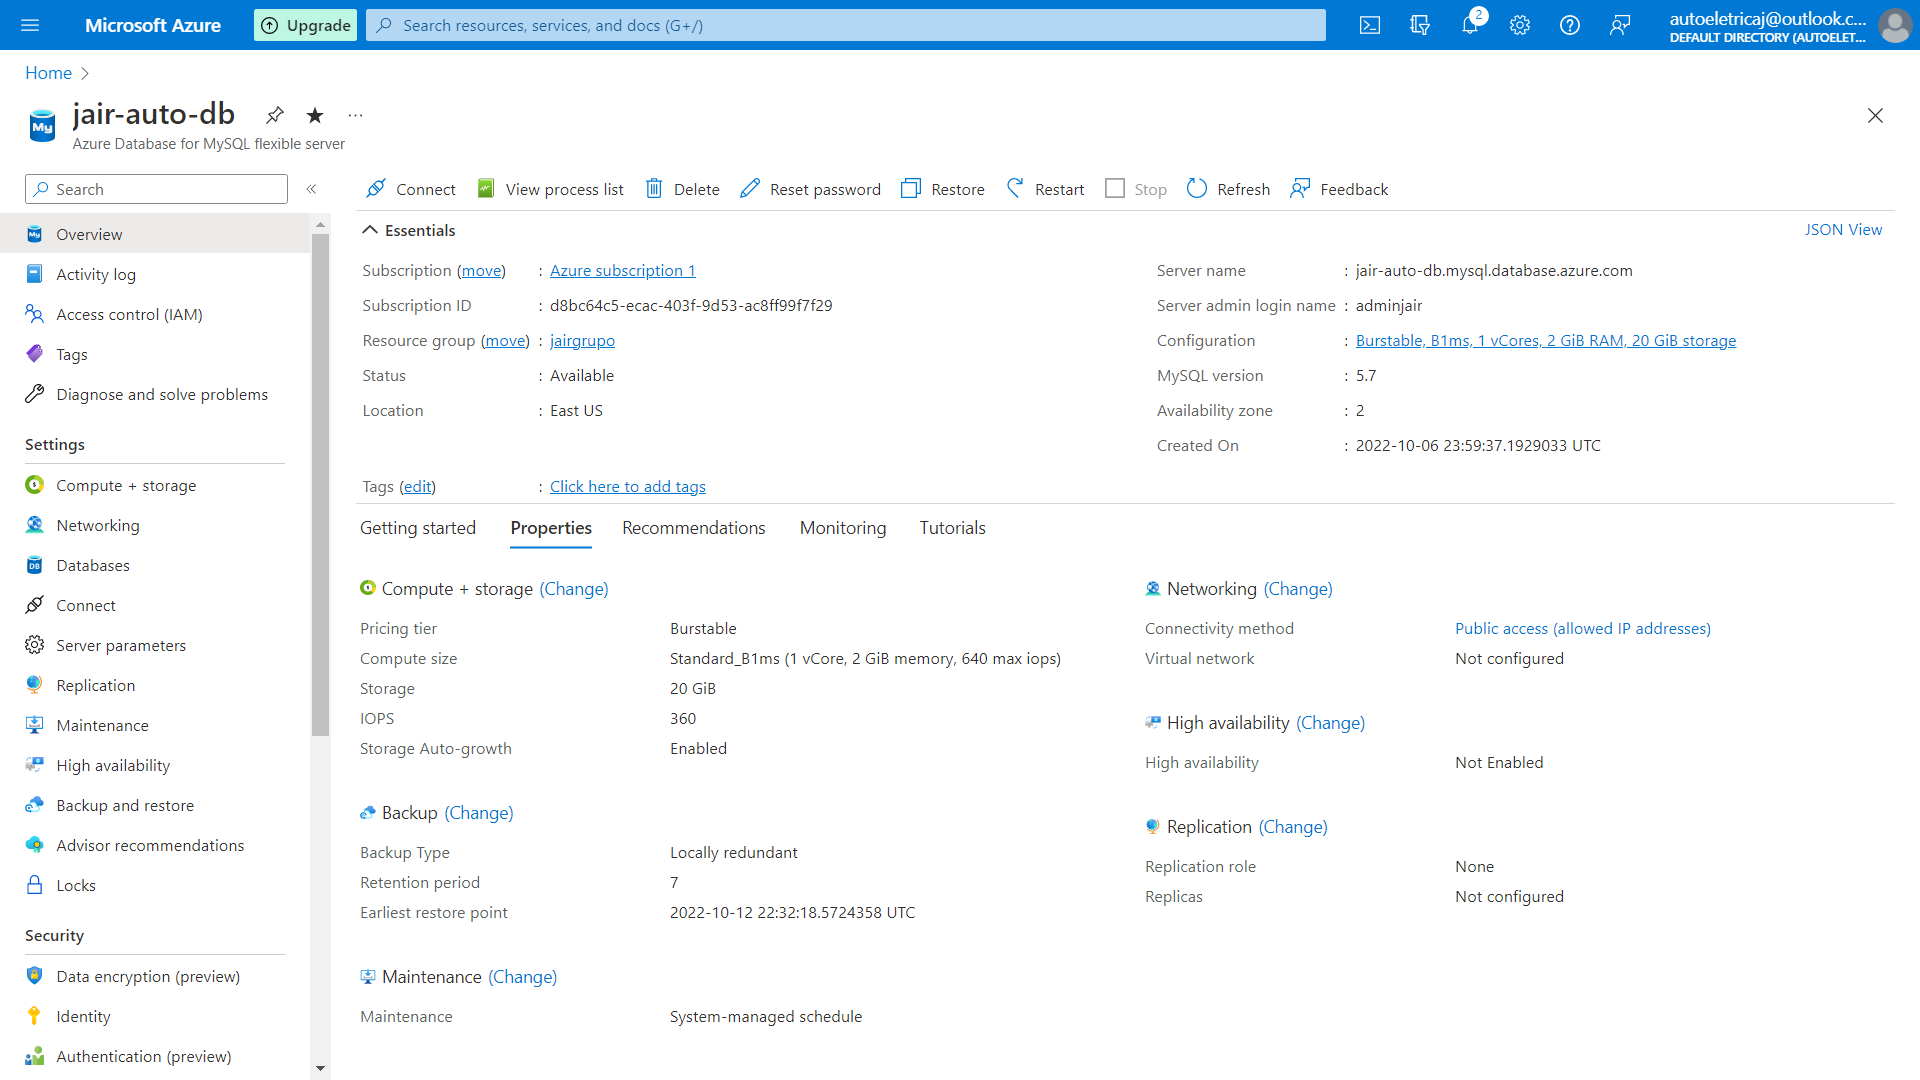 Microsoft Azure
Upgrade
Search resources, services, and docs (G+/)
2
autoeletricaj@outlook.c...
DEFAULT DIRECTORY (AUTOELET...
Home
jair-auto-db
...
Azure Database for MySQL flexible server
Search
«
Connect
View process list
Delete
Reset password
Restore
Restart
Stop
Refresh
Feedback
Overview
Activity log
Access control (IAM)
Tags
Diagnose and solve problems
Settings
Compute + storage
Networking
Databases
Connect
Server parameters
Replication
Maintenance
High availability
Backup and restore
Advisor recommendations
Locks
Security
Data encryption (preview)
Identity
Authentication (preview)
Essentials
JSON View
Subscription (move) : Azure subscription 1
Subscription ID : d8bc64c5-ecac-403f-9d53-ac8ff99f7f29
Resource group (move) : jairgrupo
Status : Available
Location : East US
Server name : jair-auto-db.mysql.database.azure.com
Server admin login name : adminjair
Configuration : Burstable, B1ms, 1 vCores, 2 GiB RAM, 20 GiB storage
MySQL version : 5.7
Availability zone : 2
Created On : 2022-10-06 23:59:37.1929033 UTC
Tags (edit) : Click here to add tags
Getting started
Properties
Recommendations
Monitoring
Tutorials
Compute + storage (Change)
Pricing tier Burstable
Compute size Standard_B1ms (1 vCore, 2 GiB memory, 640 max iops)
Storage 20 GiB
IOPS 360
Storage Auto-growth Enabled
Backup (Change)
Backup Type Locally redundant
Retention period 7
Earliest restore point 2022-10-12 22:32:18.5724358 UTC
Maintenance (Change)
Maintenance System-managed schedule
Networking (Change)
Connectivity method Public access (allowed IP addresses)
Virtual network Not configured
High availability (Change)
High availability Not Enabled
Replication (Change)
Replication role None
Replicas Not configured